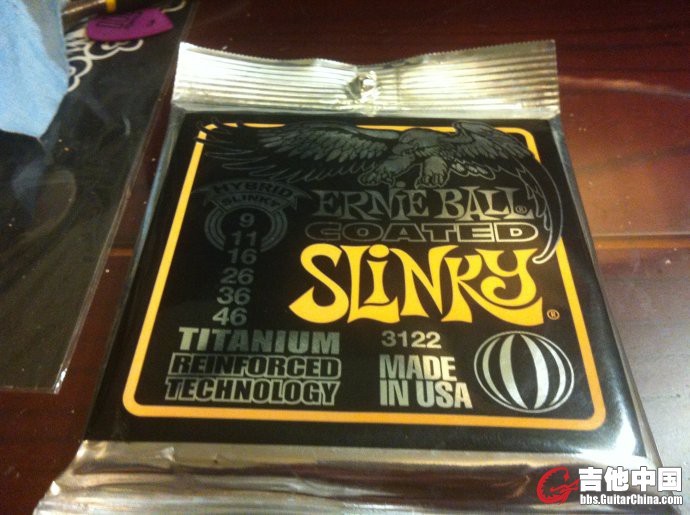 HYBRID
SLINKY
9
11
16
26
36
46
ERNIE BALL®
COATED
SLINKY®
TITANIUM
REINFORCED
TECHNOLOGY
3122
MADE
IN USA
吉他中国
bbs.GuitarChina.com